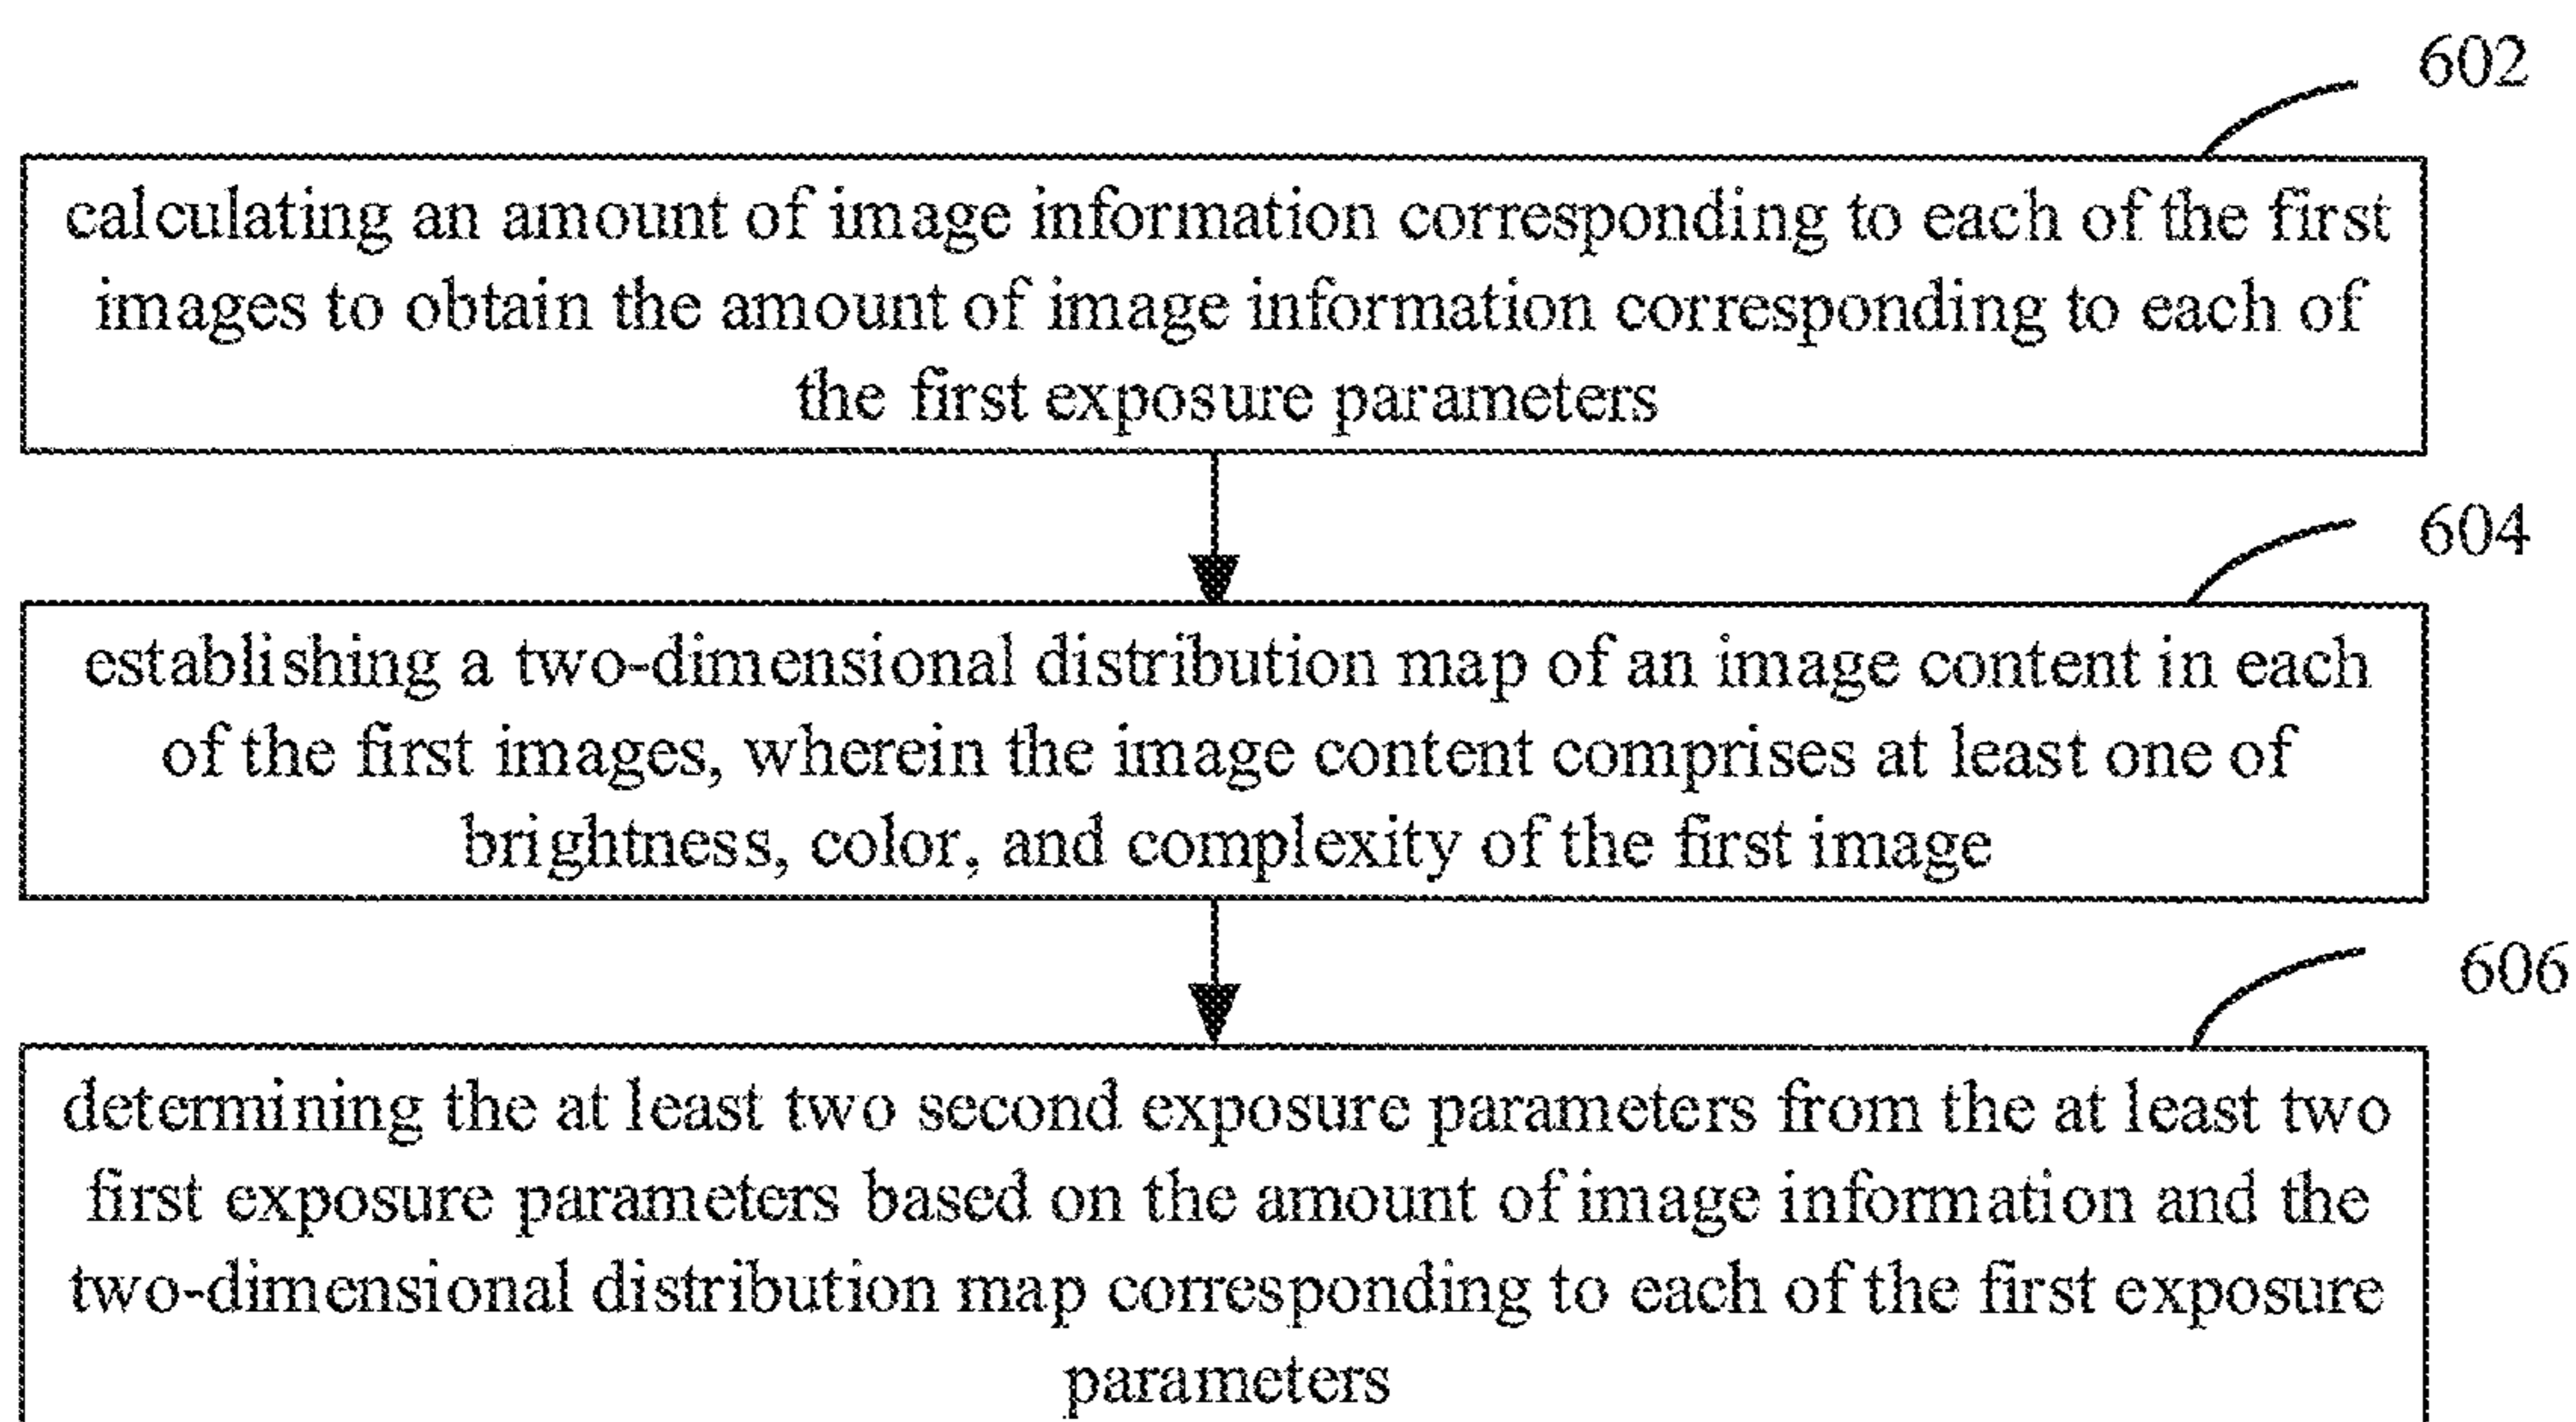 602
calculating an amount of image information corresponding to each of the first
images to obtain the amount of image information corresponding to each of
the first exposure parameters
604
establishing a two-dimensional distribution map of an image content in each
of the first images, wherein the image content comprises at least one of
brightness, color, and complexity of the first image
606
determining the at least two second exposure parameters from the at least two
first exposure parameters based on the amount of image information and the
two-dimensional distribution map corresponding to each of the first exposure
parameters